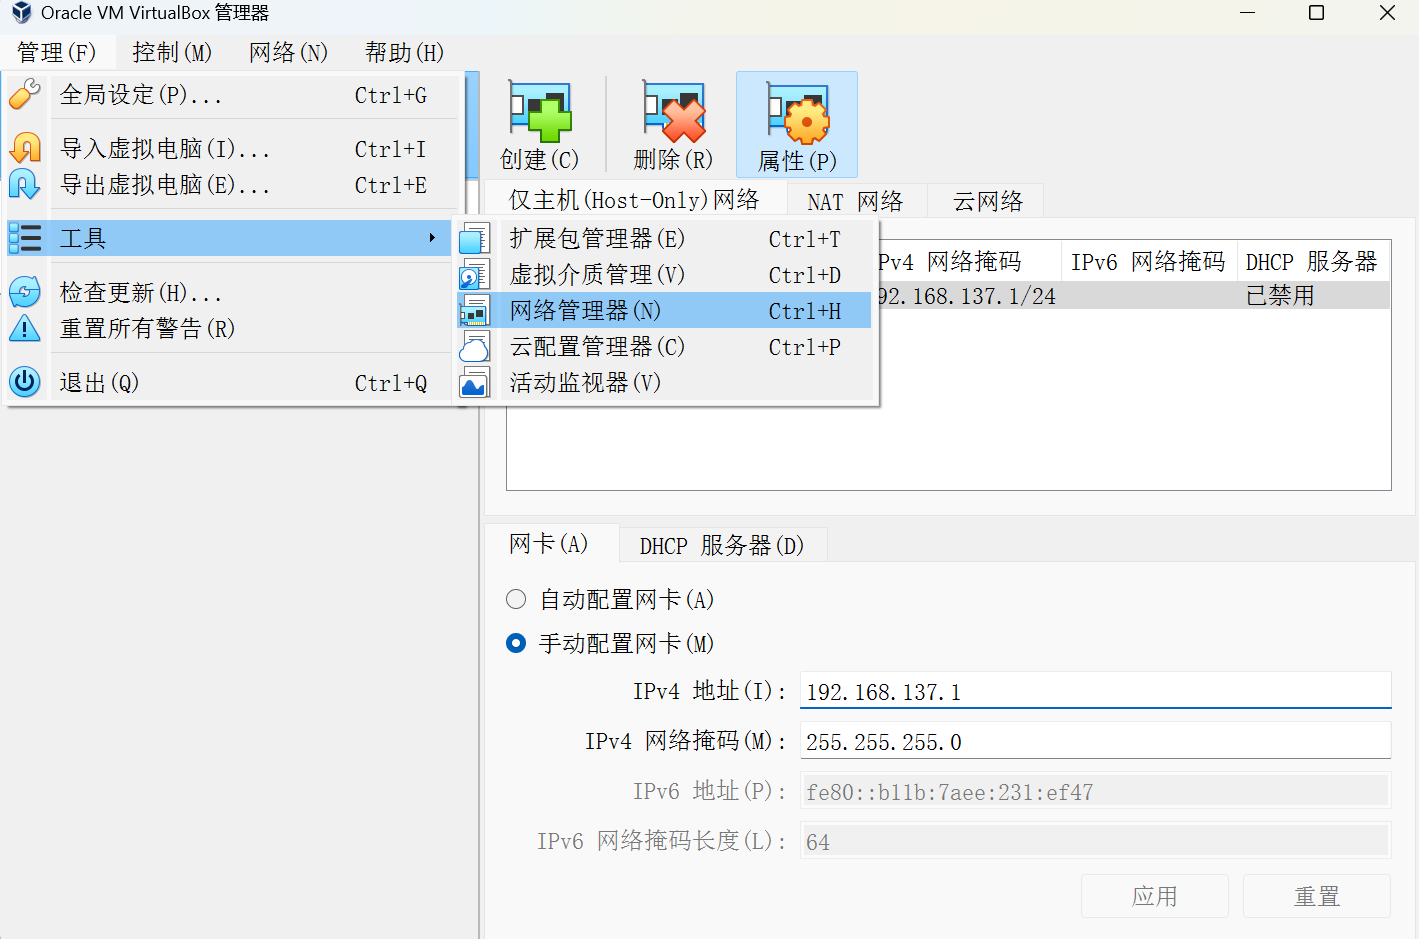 Oracle VM VirtualBox 管理器
管理(F) 控制(M) 网络(N) 帮助(H)
全局设定(P)... Ctrl+G
导入虚拟电脑(I)... Ctrl+I
导出虚拟电脑(E)... Ctrl+E
工具
检查更新(H)...
重置所有警告(R)
退出(Q) Ctrl+Q
扩展包管理器(E) Ctrl+T
虚拟介质管理(V) Ctrl+D
网络管理器(N) Ctrl+H
云配置管理器(C) Ctrl+P
活动监视器(V)
创建(C) 删除(R) 属性(P)
仅主机(Host-Only)网络 NAT 网络 云网络
Pv4 网络掩码 IPv6 网络掩码 DHCP 服务器
92.168.137.1/24 已禁用
网卡(A) DHCP 服务器(D)
自动配置网卡(A)
手动配置网卡(M)
IPv4 地址(I): 192.168.137.1
IPv4 网络掩码(M): 255.255.255.0
IPv6 地址(P): fe80::b11b:7aee:231:ef47
IPv6 网络掩码长度(L): 64
应用 重置